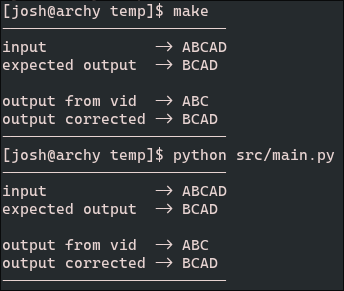 [josh@archy temp]$ make
input -> ABCAD
expected output -> BCAD
output from vid -> ABC
output corrected -> BCAD
[josh@archy temp]$ python src/main.py
input -> ABCAD
expected output -> BCAD
output from vid -> ABC
output corrected -> BCAD